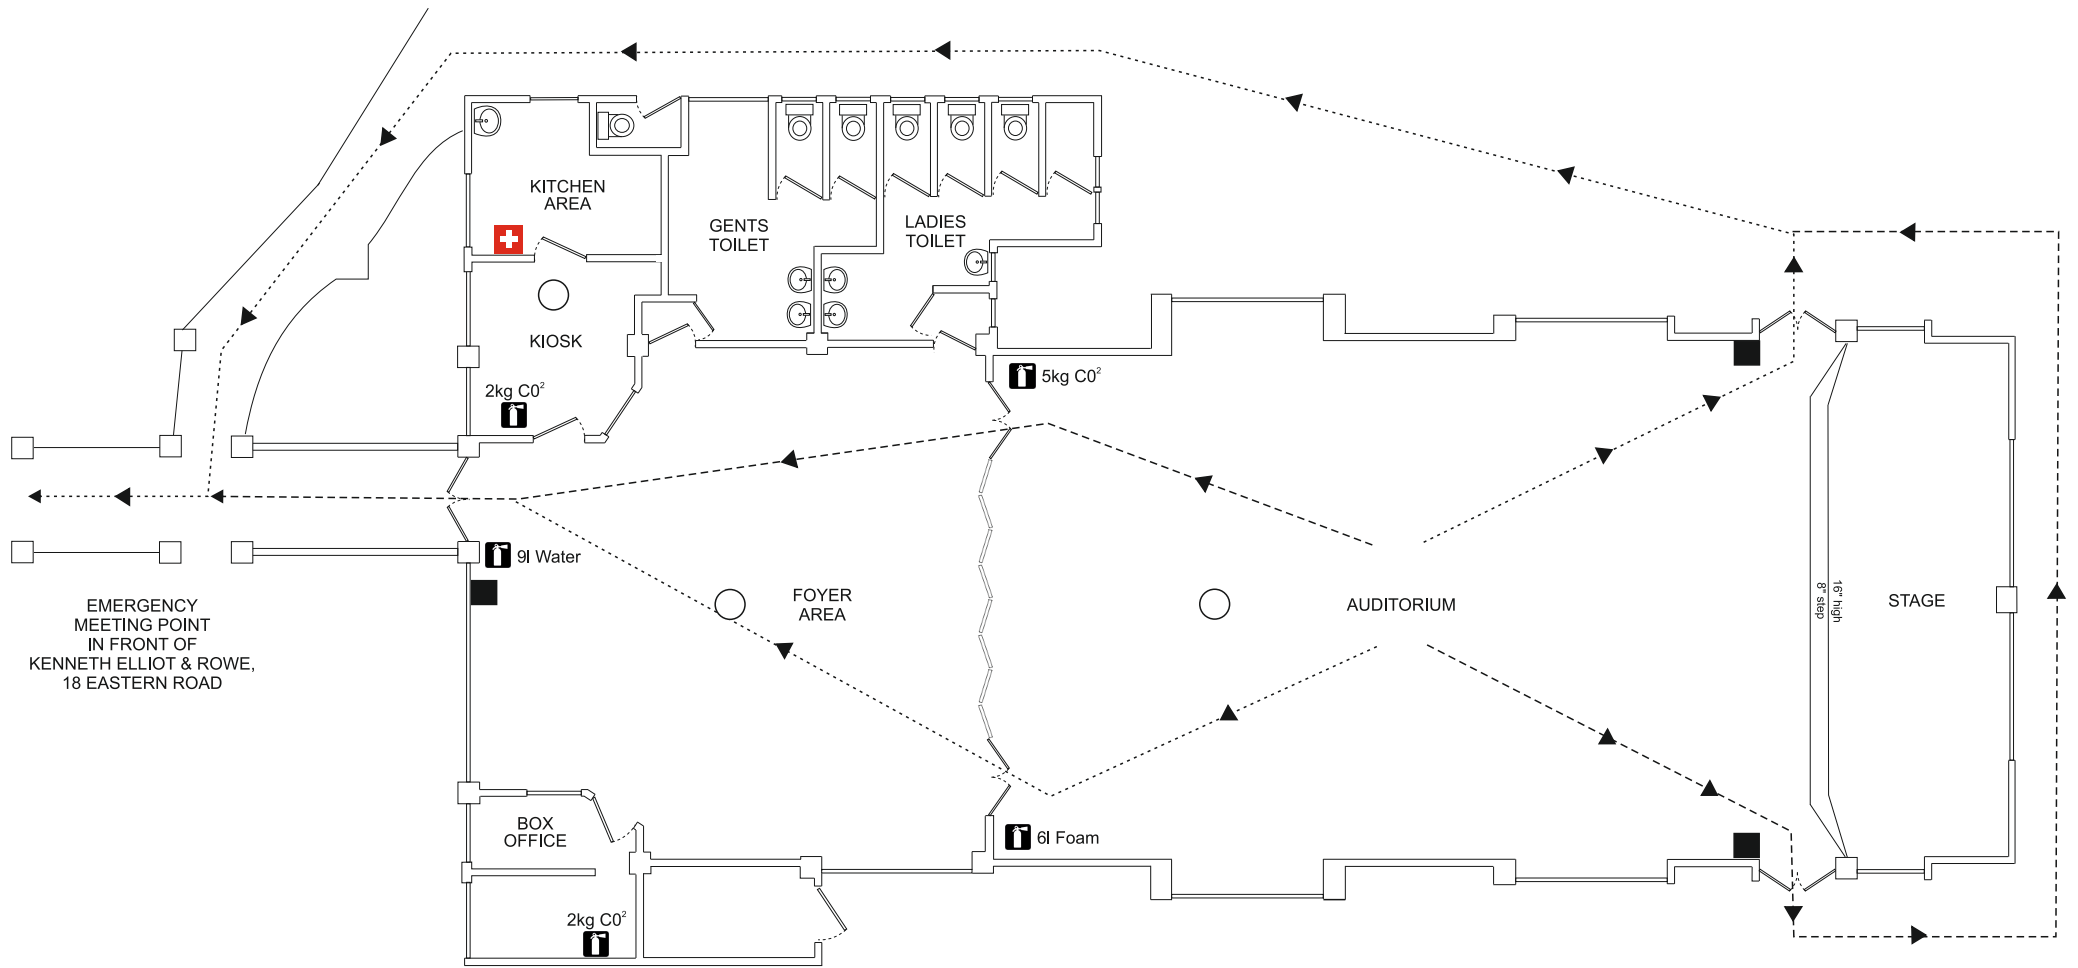 KITCHEN
AREA
GENTS
TOILET
LADIES
TOILET
KIOSK
2kg C0²
5kg C0²
9l Water
EMERGENCY
MEETING POINT
IN FRONT OF
KENNETH ELLIOT & ROWE,
18 EASTERN ROAD
FOYER
AREA
AUDITORIUM
16" high
8" step
STAGE
BOX
OFFICE
6l Foam
2kg C0²